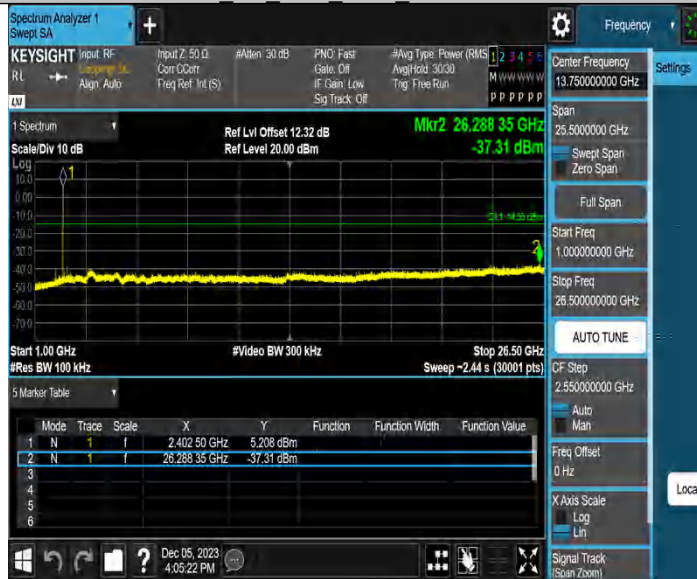 Spectrum Analyzer 1
Swept SA
Frequency
Settings
KEYSIGHT
Input: RF
Coupling: DC
Align: Auto
Input Z: 50 Ω
Corr CCorr
Freq Ref: Int (S)
#Atten: 30 dB
PNO: Fast
Gate: Off
IF Gain: Low
Sig Track: Off
#Avg Type: Power (RMS
Avg|Hold: 30/30
Trig: Free Run
1 2 3 4 5 6
M W W W W W
P P P P P P
RL
LXI
1 Spectrum
Scale/Div 10 dB
Ref Lvl Offset 12.32 dB
Ref Level 20.00 dBm
Mkr2 26.288 35 GHz
-37.31 dBm
Log
10.0
0.00
-10.0
-20.0
-30.0
-40.0
-50.0
-60.0
-70.0
1
2
Start 1.00 GHz
#Res BW 100 kHz
#Video BW 300 kHz
Stop 26.50 GHz
Sweep ~2.44 s (30001 pts)
5 Marker Table
Mode Trace Scale X Y Function Function Width Function Value
1 N 1 f 2.402 50 GHz 5.208 dBm
2 N 1 f 26.288 35 GHz -37.31 dBm
3
4
5
6
Dec 05, 2023
4:05:22 PM
Center Frequency
13.750000000 GHz
Span
25.5000000 GHz
Swept Span
Zero Span
Full Span
Start Freq
1.000000000 GHz
Stop Freq
26.500000000 GHz
AUTO TUNE
CF Step
2.550000000 GHz
Auto
Man
Freq Offset
0 Hz
X Axis Scale
Log
Lin
Signal Track
(Span Zoom)
Loca